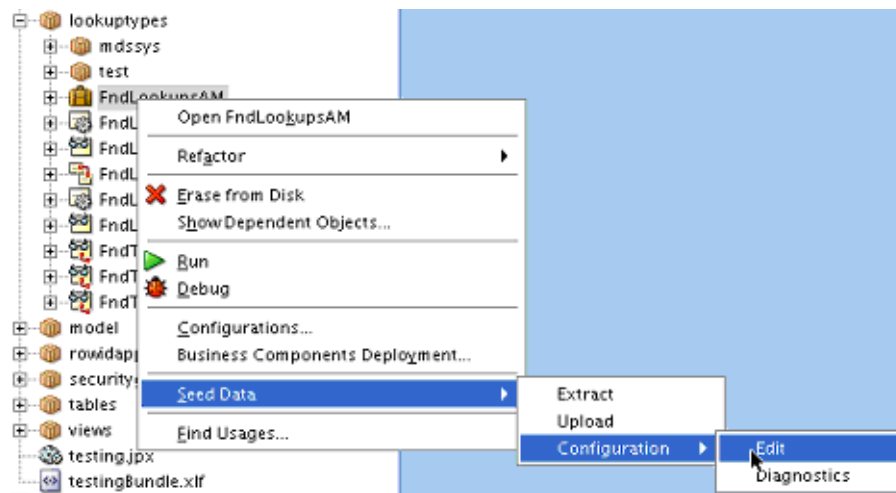 lookuptypes
mdssys
test
FndLookupsAM
FndL
FndL
FndL
FndL
FndL
FndT
FndT
FndT
model
rowidap
security
tables
views
testing.jpx
testingBundle.xlf
Open FndLookupsAM
Refactor
Erase from Disk
Show Dependent Objects...
Run
Debug
Configurations...
Business Components Deployment...
Seed Data
Find Usages...
Extract
Upload
Configuration
Edit
Diagnostics